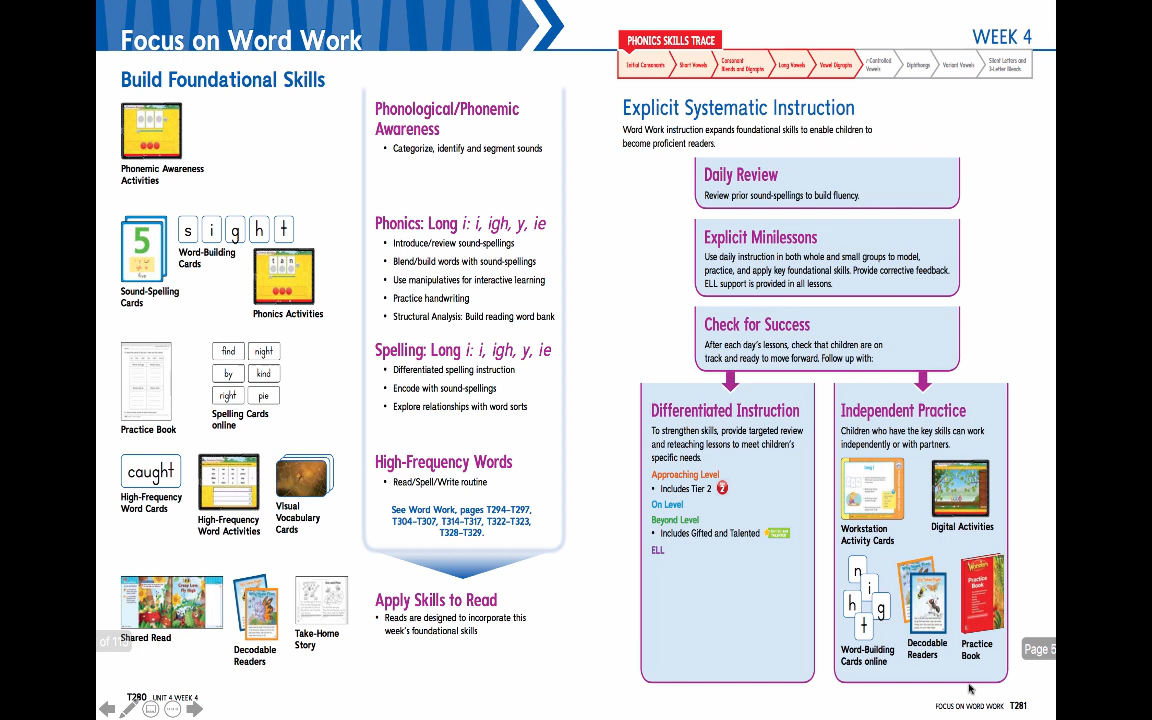 Focus on Word Work
Build Foundational Skills
Phonemic Awareness
Activities
s i g h t
Word-Building
Cards
5
five
Sound-Spelling
Cards
t a n
Phonics Activities
find night
by kind
right pie
Spelling Cards
online
Practice Book
caught
High-Frequency
Word Cards
High-Frequency
Word Activities
Visual
Vocabulary
Cards
Shared Read
Decodable
Readers
Take-Home
Story
Phonological/Phonemic
Awareness
• Categorize, identify and segment sounds
Phonics: Long i: i, igh, y, ie
• Introduce/review sound-spellings
• Blend/build words with sound-spellings
• Use manipulatives for interactive learning
• Practice handwriting
• Structural Analysis: Build reading word bank
Spelling: Long i: i, igh, y, ie
• Differentiated spelling instruction
• Encode with sound-spellings
• Explore relationships with word sorts
High-Frequency Words
• Read/Spell/Write routine
See Word Work, pages T294–T297,
T304–T307, T314–T317, T322–T323,
T328–T329.
Apply Skills to Read
• Reads are designed to incorporate this
week's foundational skills
T280 UNIT 4 WEEK 4
PHONICS SKILLS TRACE
WEEK 4
Initial Consonants
Short Vowels
Consonant
Blends and Digraphs
Long Vowels
Vowel Digraphs
r-Controlled
Vowels
Diphthongs
Variant Vowels
Silent Letters and
3-Letter Blends
Explicit Systematic Instruction
Word Work instruction expands foundational skills to enable children to
become proficient readers.
Daily Review
Review prior sound-spellings to build fluency.
Explicit Minilessons
Use daily instruction in both whole and small groups to model,
practice, and apply key foundational skills. Provide corrective feedback.
ELL support is provided in all lessons.
Check for Success
After each day's lessons, check that children are on
track and ready to move forward. Follow up with:
Differentiated Instruction
To strengthen skills, provide targeted review
and reteaching lessons to meet children's
specific needs.
Approaching Level
• Includes Tier 2
On Level
Beyond Level
• Includes Gifted and Talented
ELL
Independent Practice
Children who have the key skills can work
independently or with partners.
Workstation
Activity Cards
Digital Activities
n
i
h
g
t
Word-Building
Cards online
Decodable
Readers
Wonders
Practice
Book
Practice
Book
Page 5
FOCUS ON WORD WORK T281